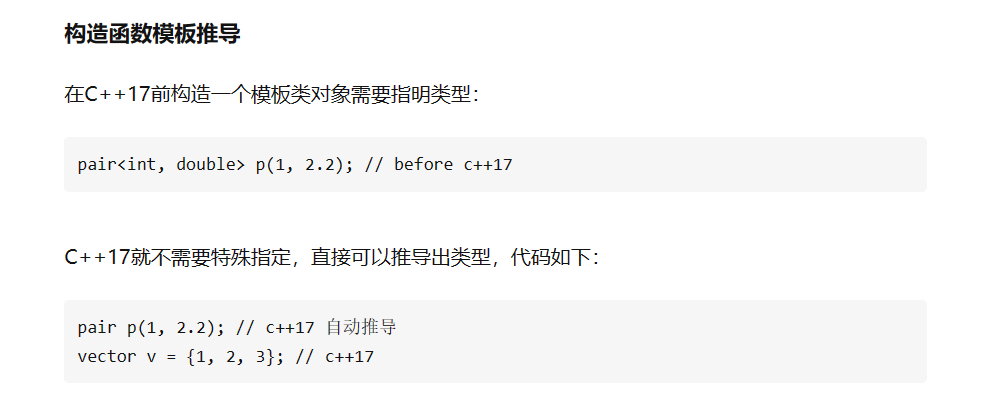 构造函数模板推导
在C++17前构造一个模板类对象需要指明类型：
pair<int, double> p(1, 2.2); // before c++17
C++17就不需要特殊指定，直接可以推导出类型，代码如下：
pair p(1, 2.2); // c++17 自动推导
vector v = {1, 2, 3}; // c++17